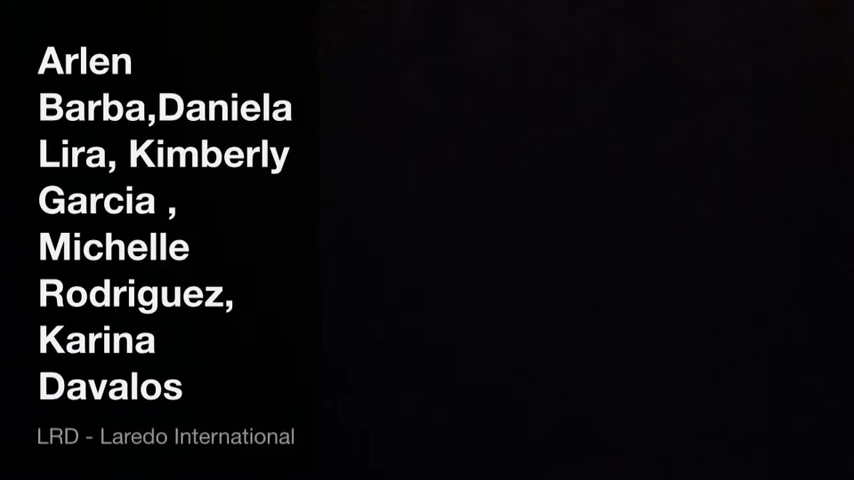 Arlen
Barba,Daniela
Lira, Kimberly
Garcia ,
Michelle
Rodriguez,
Karina
Davalos
LRD - Laredo International